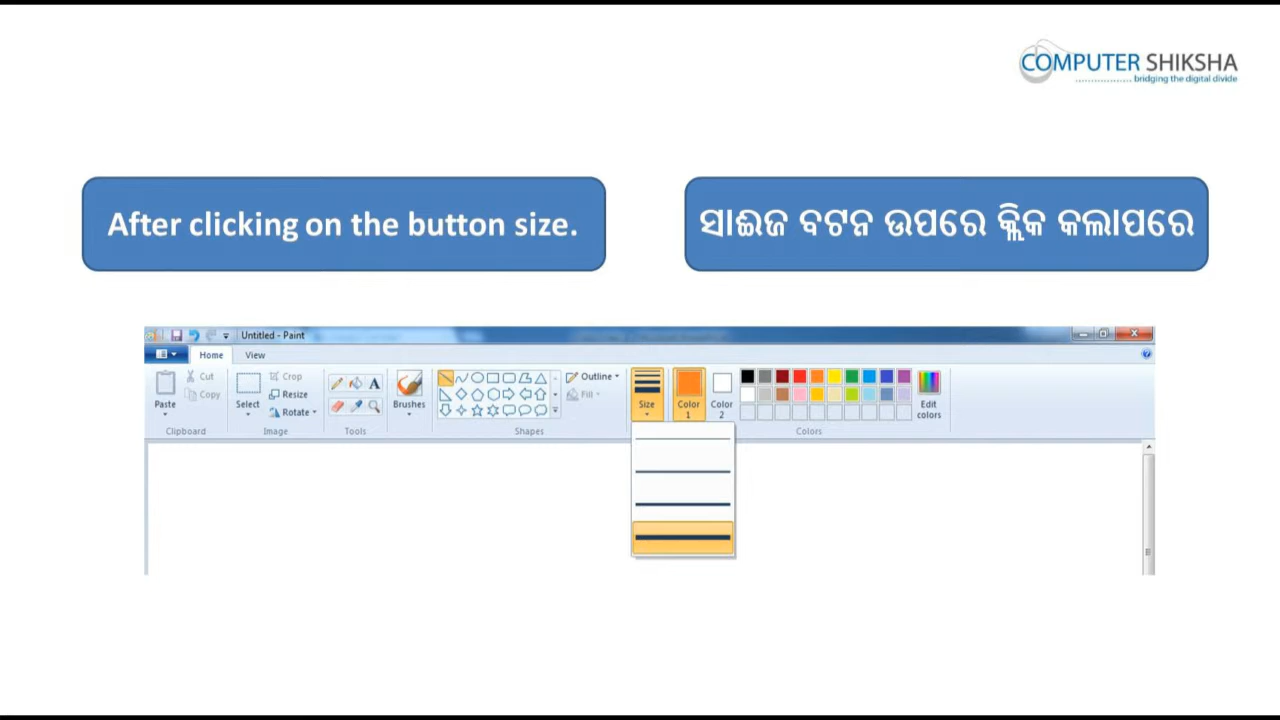 COMPUTER SHIKSHA
bridging the digital divide
After clicking on the button size.
ସାଈଜ ବଟନ ଉପରେ କ୍ଲିକ କଲାପରେ
Untitled - Paint
Home View
Cut
Copy
Paste
Clipboard
Crop
Resize
Rotate
Select
Image
A
Tools
Brushes
Shapes
Outline
Fill
Size
Color 1
Color 2
Edit colors
Colors